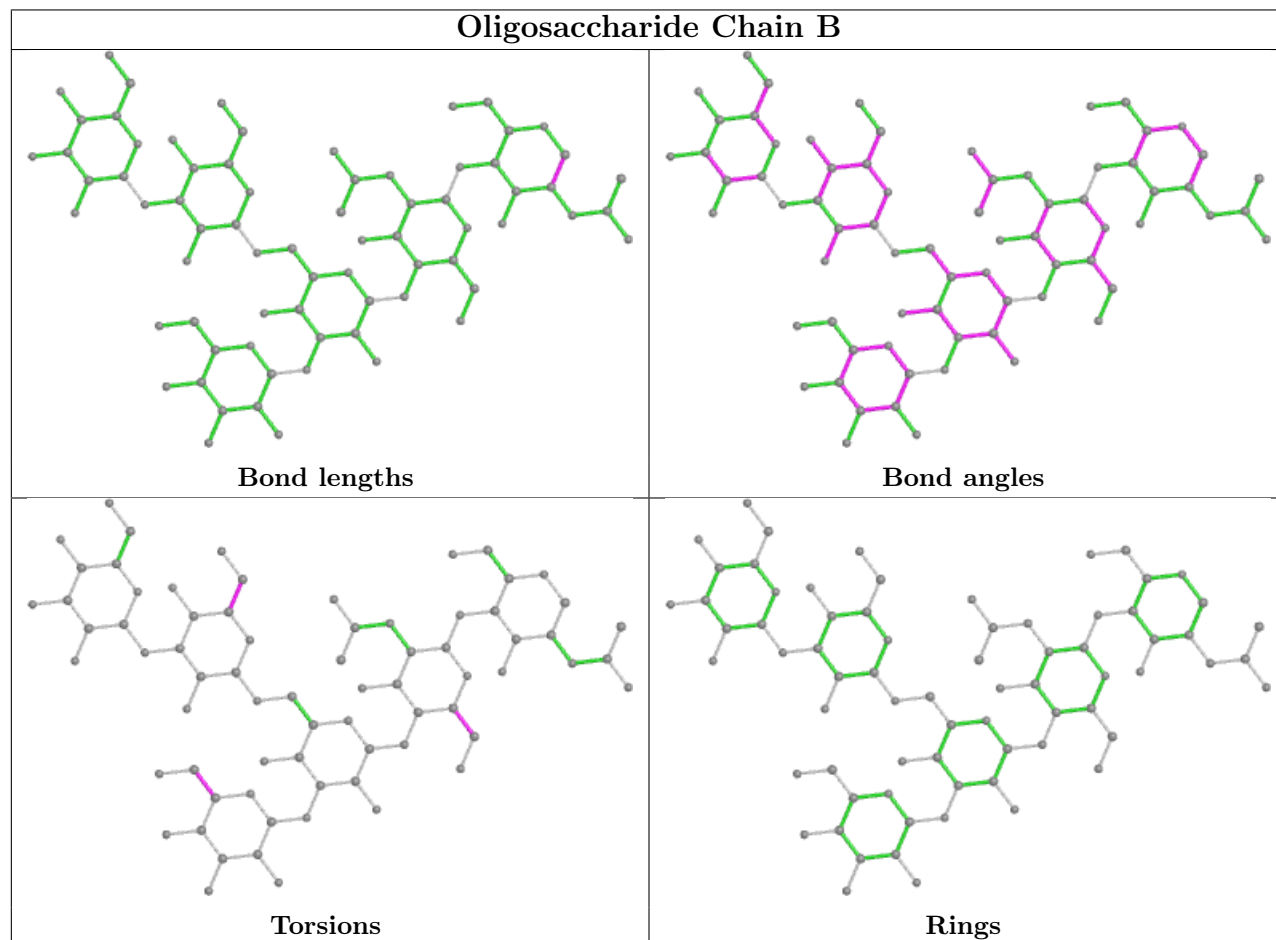 Oligosaccharide Chain B
Bond lengths
Bond angles
Torsions
Rings